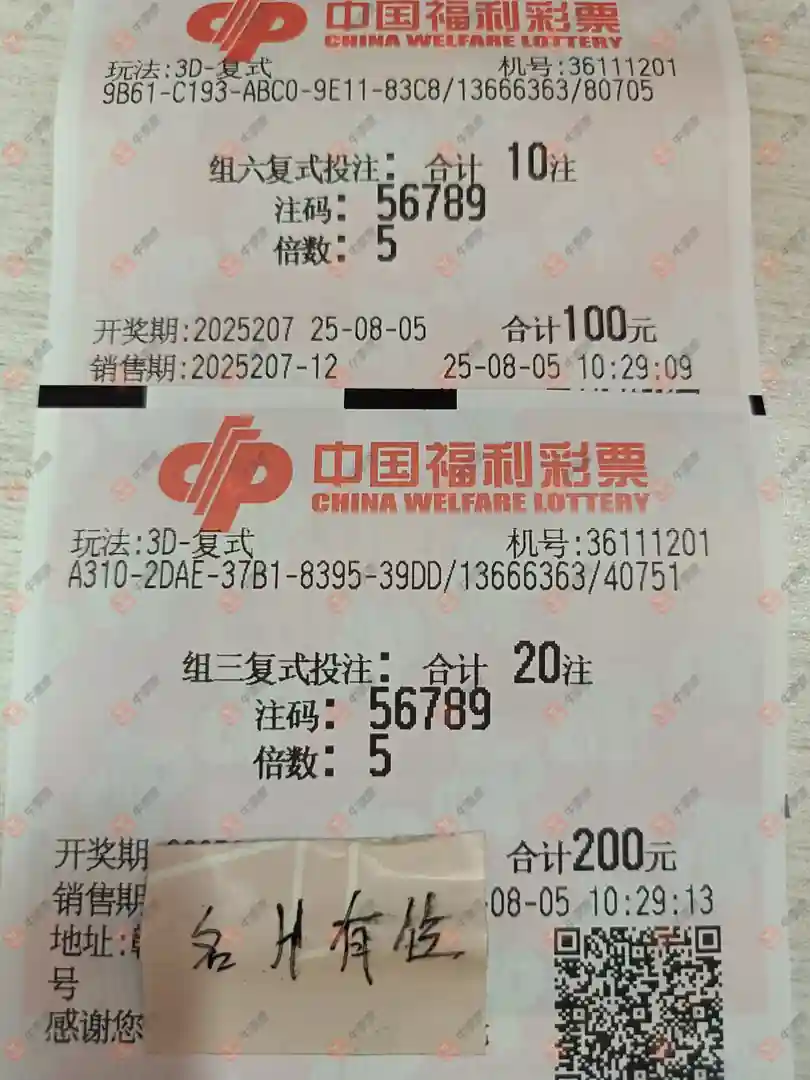 中国福利彩票
CHINA WELFARE LOTTERY
玩法:3D-复式 机号:36111201
9B61-C193-ABC0-9E11-83C8/13666363/80705
组六复式投注: 合计 10注
注码: 56789
倍数: 5
开奖期:2025207 25-08-05 合计100元
销售期:2025207-12 25-08-05 10:29:09
中国福利彩票
CHINA WELFARE LOTTERY
玩法:3D-复式 机号:36111201
A310-2DAE-37B1-8395-39DD/13666363/40751
组三复式投注: 合计 20注
注码: 56789
倍数: 5
开奖期 合计200元
销售期 -08-05 10:29:13
地址:
号
感谢您
名片有位